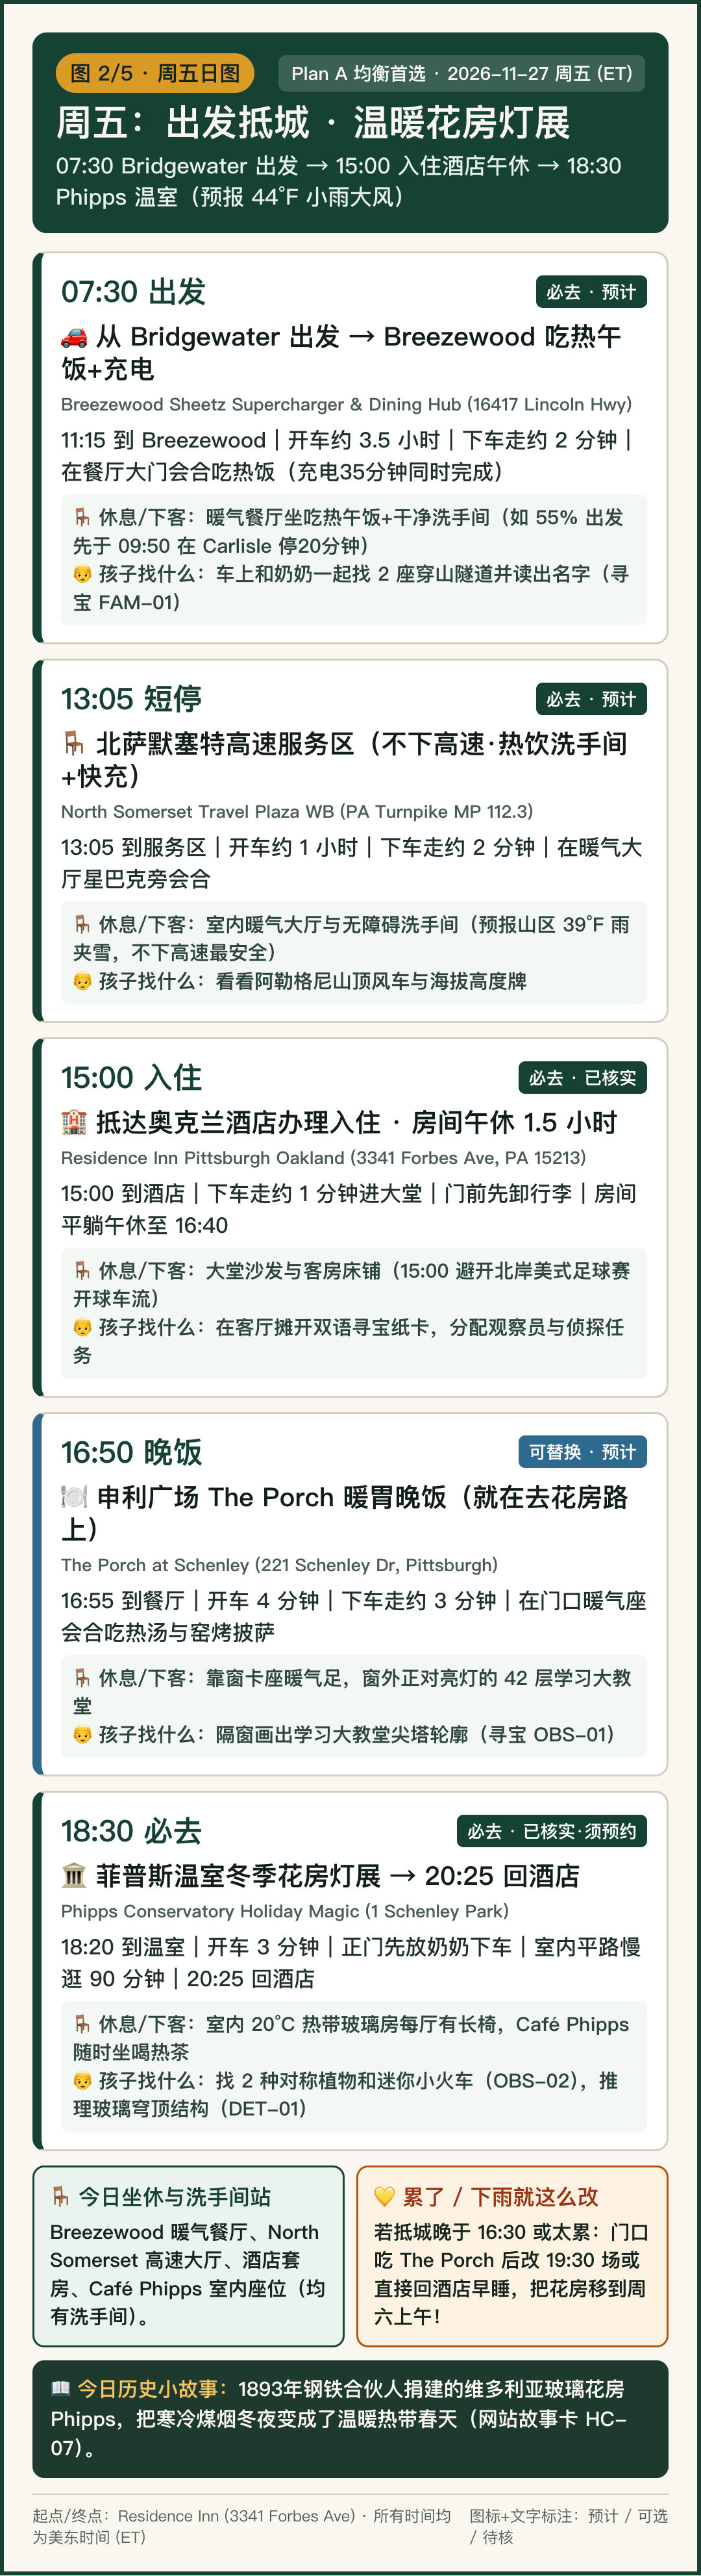 图 2/5 · 周五日图
Plan A 均衡首选 · 2026-11-27 周五 (ET)
周五：出发抵城 · 温暖花房灯展
07:30 Bridgewater 出发 → 15:00 入住酒店午休 → 18:30
Phipps 温室（预报 44°F 小雨大风）
07:30 出发
必去 · 预计
🚗 从 Bridgewater 出发 → Breezewood 吃热午
饭+充电
Breezewood Sheetz Supercharger & Dining Hub (16417 Lincoln Hwy)
11:15 到 Breezewood | 开车约 3.5 小时 | 下车走约 2 分钟 |
在餐厅大门会合吃热饭（充电35分钟同时完成）
🪑 休息/下客：暖气餐厅坐吃热午饭+干净洗手间（如 55% 出发
先于 09:50 在 Carlisle 停20分钟）
👦 孩子找什么：车上和奶奶一起找 2 座穿山隧道并读出名字（寻
宝 FAM-01）
13:05 短停
必去 · 预计
🪑 北萨默塞特高速服务区（不下高速·热饮洗手间
+快充）
North Somerset Travel Plaza WB (PA Turnpike MP 112.3)
13:05 到服务区 | 开车约 1 小时 | 下车走约 2 分钟 | 在暖气大
厅星巴克旁会合
🪑 休息/下客：室内暖气大厅与无障碍洗手间（预报山区 39°F 雨
夹雪，不下高速最安全）
👦 孩子找什么：看看阿勒格尼山顶风车与海拔高度牌
15:00 入住
必去 · 已核实
🏨 抵达奥克兰酒店办理入住 · 房间午休 1.5 小时
Residence Inn Pittsburgh Oakland (3341 Forbes Ave, PA 15213)
15:00 到酒店 | 下车走约 1 分钟进大堂 | 门前先卸行李 | 房间
平躺午休至 16:40
🪑 休息/下客：大堂沙发与客房床铺（15:00 避开北岸美式足球赛
开球车流）
👦 孩子找什么：在客厅摊开双语寻宝纸卡，分配观察员与侦探任
务
16:50 晚饭
可替换 · 预计
🍽️ 申利广场 The Porch 暖胃晚饭（就在去花房路
上）
The Porch at Schenley (221 Schenley Dr, Pittsburgh)
16:55 到餐厅 | 开车 4 分钟 | 下车走约 3 分钟 | 在门口暖气座
会合吃热汤与窑烤披萨
🪑 休息/下客：靠窗卡座暖气足，窗外正对亮灯的 42 层学习大教
堂
👦 孩子找什么：隔窗画出学习大教堂尖塔轮廓（寻宝 OBS-01）
18:30 必去
必去 · 已核实·须预约
🏛️ 菲普斯温室冬季花房灯展 → 20:25 回酒店
Phipps Conservatory Holiday Magic (1 Schenley Park)
18:20 到温室 | 开车 3 分钟 | 正门先放奶奶下车 | 室内平路慢
逛 90 分钟 | 20:25 回酒店
🪑 休息/下客：室内 20°C 热带玻璃房每厅有长椅，Café Phipps
随时坐喝热茶
👦 孩子找什么：找 2 种对称植物和迷你小火车（OBS-02），推
理玻璃穹顶结构（DET-01）
🪑 今日坐休与洗手间站
Breezewood 暖气餐厅、North
Somerset 高速大厅、酒店套
房、Café Phipps 室内座位（均
有洗手间）。
💛 累了 / 下雨就这么改
若抵城晚于 16:30 或太累：门口
吃 The Porch 后改 19:30 场或
直接回酒店早睡，把花房移到周
六上午！
📖 今日历史小故事：1893年钢铁合伙人捐建的维多利亚玻璃花房
Phipps，把寒冷煤烟冬夜变成了温暖热带春天（网站故事卡 HC-
07）。
起点/终点：Residence Inn (3341 Forbes Ave) · 所有时间均
为美东时间 (ET)
图标+文字标注：预计 / 可选
/ 待核